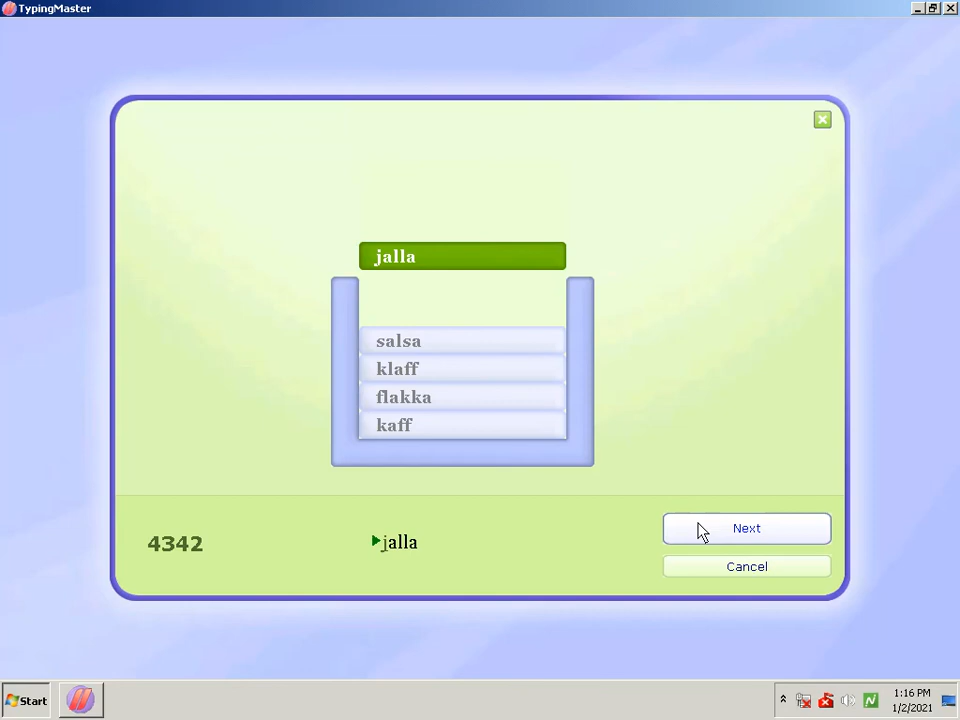 TypingMaster
jalla
salsa
klaff
flakka
kaff
4342
jalla
Next
Cancel
Start
1:16 PM
1/2/2021